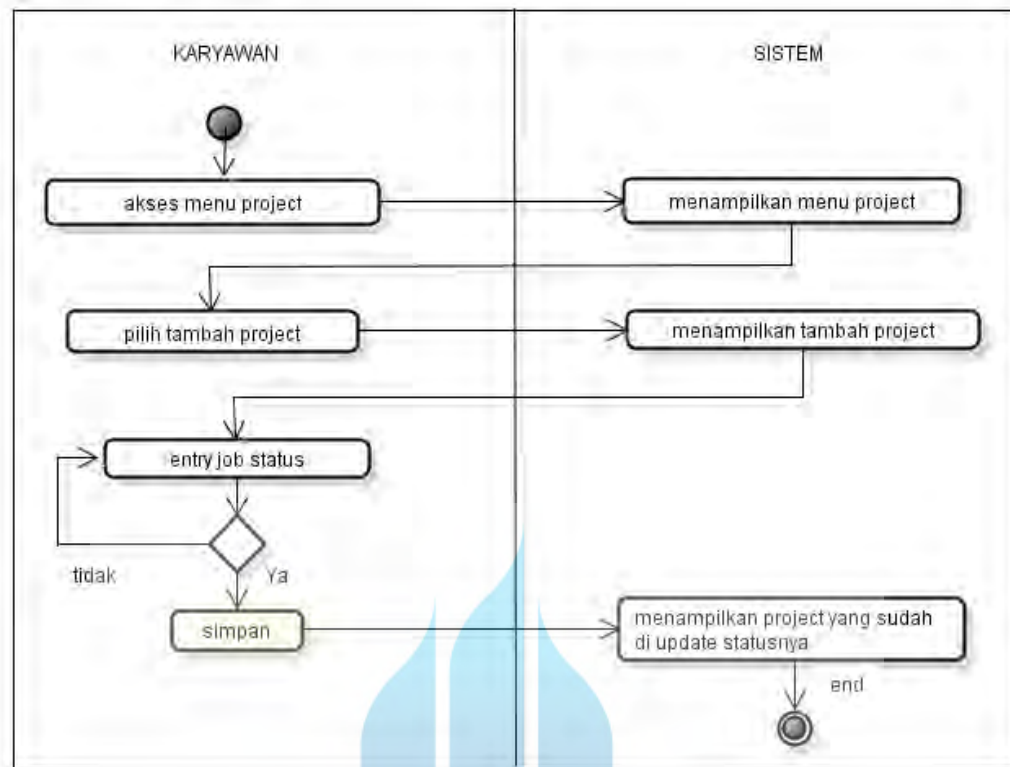 KARYAWAN
SISTEM
akses menu project
menampilkan menu project
pilih tambah project
menampilkan tambah project
entry job status
tidak
Ya
simpan
menampilkan project yang sudah
di update statusnya
end